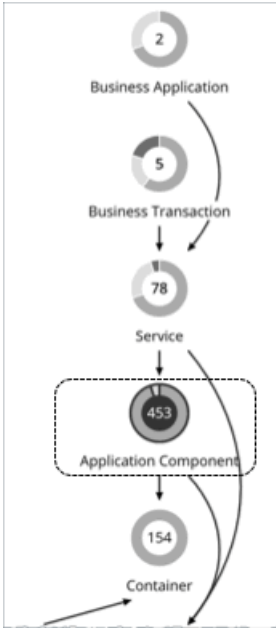 2
Business Application
5
Business Transaction
78
Service
453
Application Component
154
Container